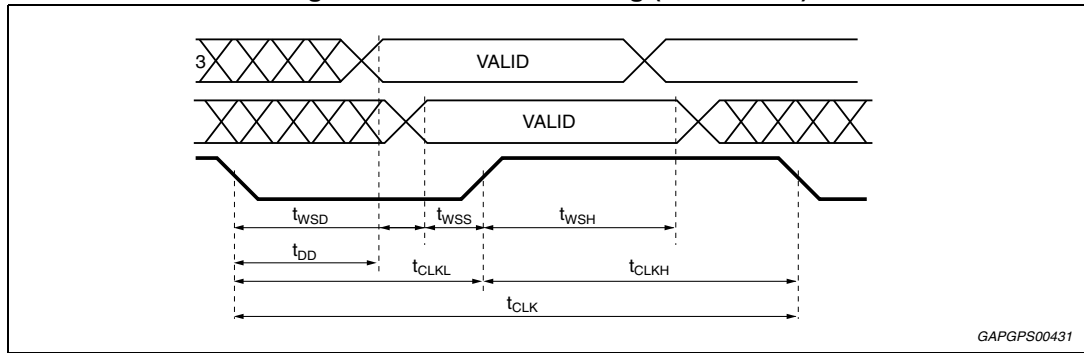 3
VALID
VALID
tWSD
tWSS
tWSH
tDD
tCLKL
tCLKH
tCLK
GAPGPS00431